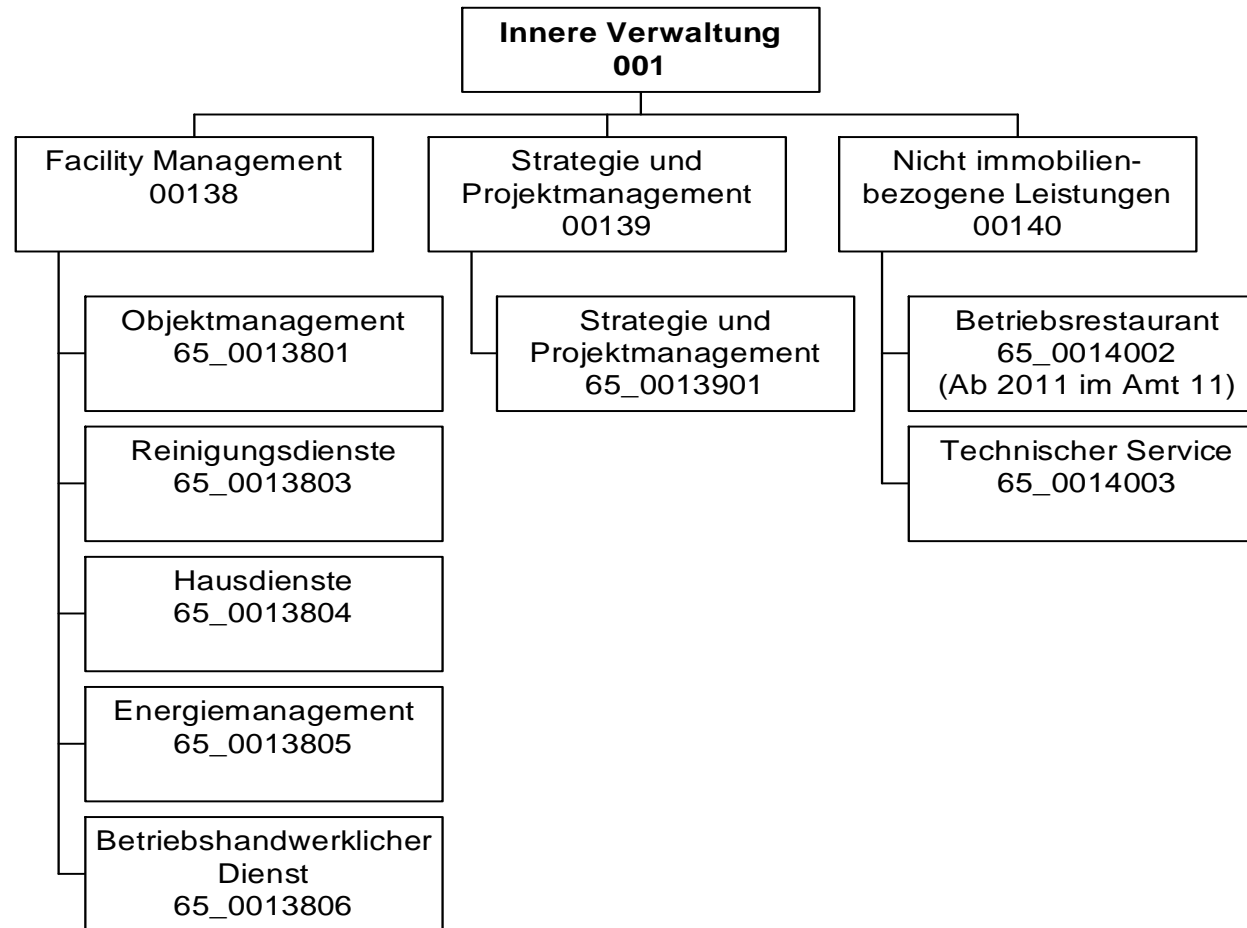 Innere Verwaltung
001
Facility Management
00138
Strategie und
Projektmanagement
00139
Nicht immobilien-
bezogene Leistungen
00140
Objektmanagement
65_0013801
Reinigungsdienste
65_0013803
Hausdienste
65_0013804
Energiemanagement
65_0013805
Betriebshandwerklicher
Dienst
65_0013806
Strategie und
Projektmanagement
65_0013901
Betriebsrestaurant
65_0014002
(Ab 2011 im Amt 11)
Technischer Service
65_0014003